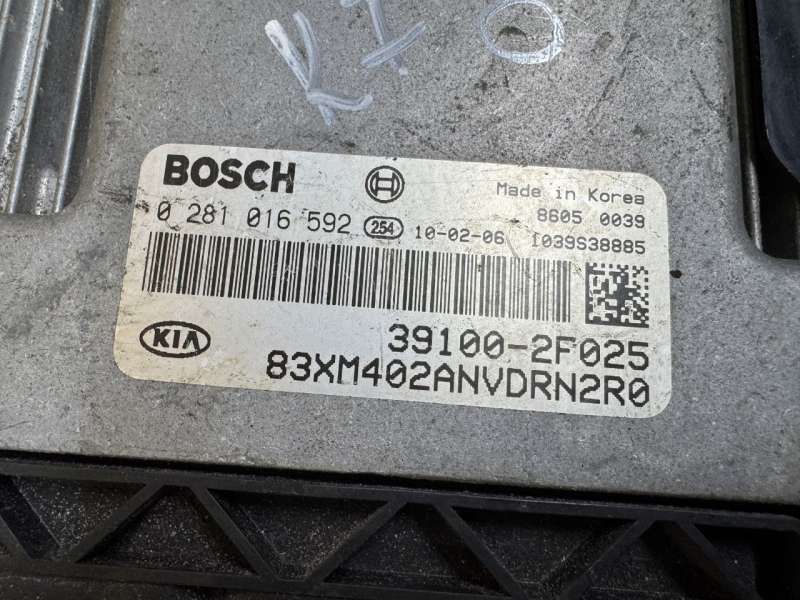 BOSCH
Made in Korea
8605 0039
0 281 016 592 254 10-02-06 1039S38885
KIA
39100-2F025
83XM402ANVDRN2R0